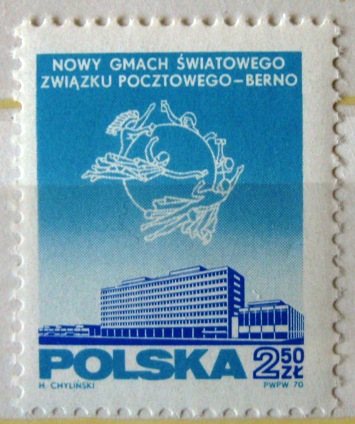 NOWY GMACH ŚWIATOWEGO
ZWIĄZKU POCZTOWEGO–BERNO
POLSKA 2 50 ZŁ
H. CHYLIŃSKI PWPW 70